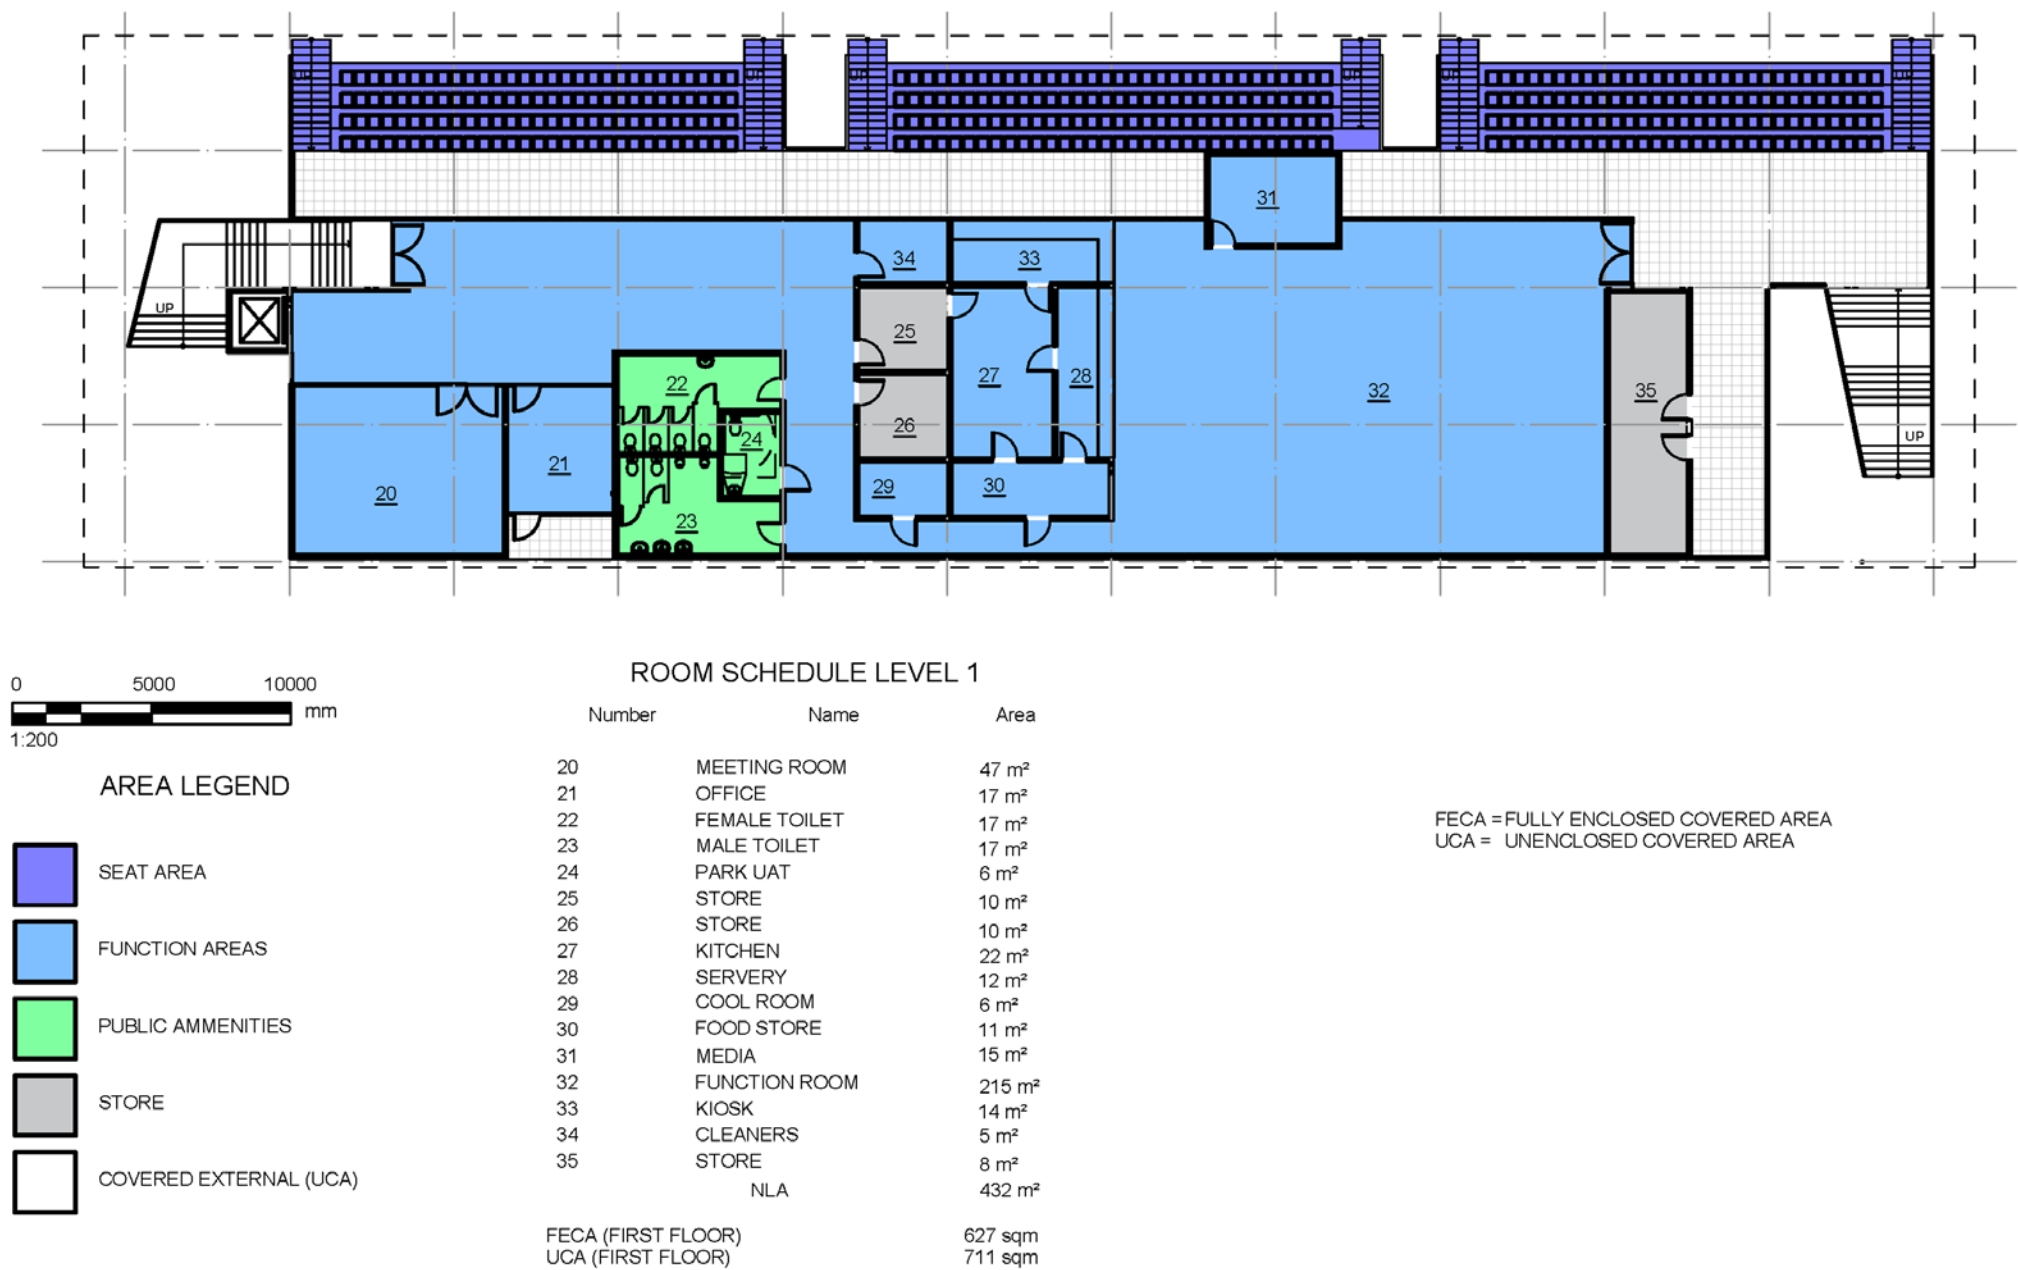 UP UP UP UP UP UP
31
34 33
UP
25
22 27 28 32 35
26
24 UP
21
20 29 30
23
ROOM SCHEDULE LEVEL 1
0 5000 10000
mm
1:200
Number Name Area
20 MEETING ROOM 47 m²
21 OFFICE 17 m²
22 FEMALE TOILET 17 m²
23 MALE TOILET 17 m²
24 PARK UAT 6 m²
25 STORE 10 m²
26 STORE 10 m²
27 KITCHEN 22 m²
28 SERVERY 12 m²
29 COOL ROOM 6 m²
30 FOOD STORE 11 m²
31 MEDIA 15 m²
32 FUNCTION ROOM 215 m²
33 KIOSK 14 m²
34 CLEANERS 5 m²
35 STORE 8 m²
NLA 432 m²
FECA (FIRST FLOOR) 627 sqm
UCA (FIRST FLOOR) 711 sqm
AREA LEGEND
SEAT AREA
FUNCTION AREAS
PUBLIC AMMENITIES
STORE
COVERED EXTERNAL (UCA)
FECA = FULLY ENCLOSED COVERED AREA
UCA = UNENCLOSED COVERED AREA